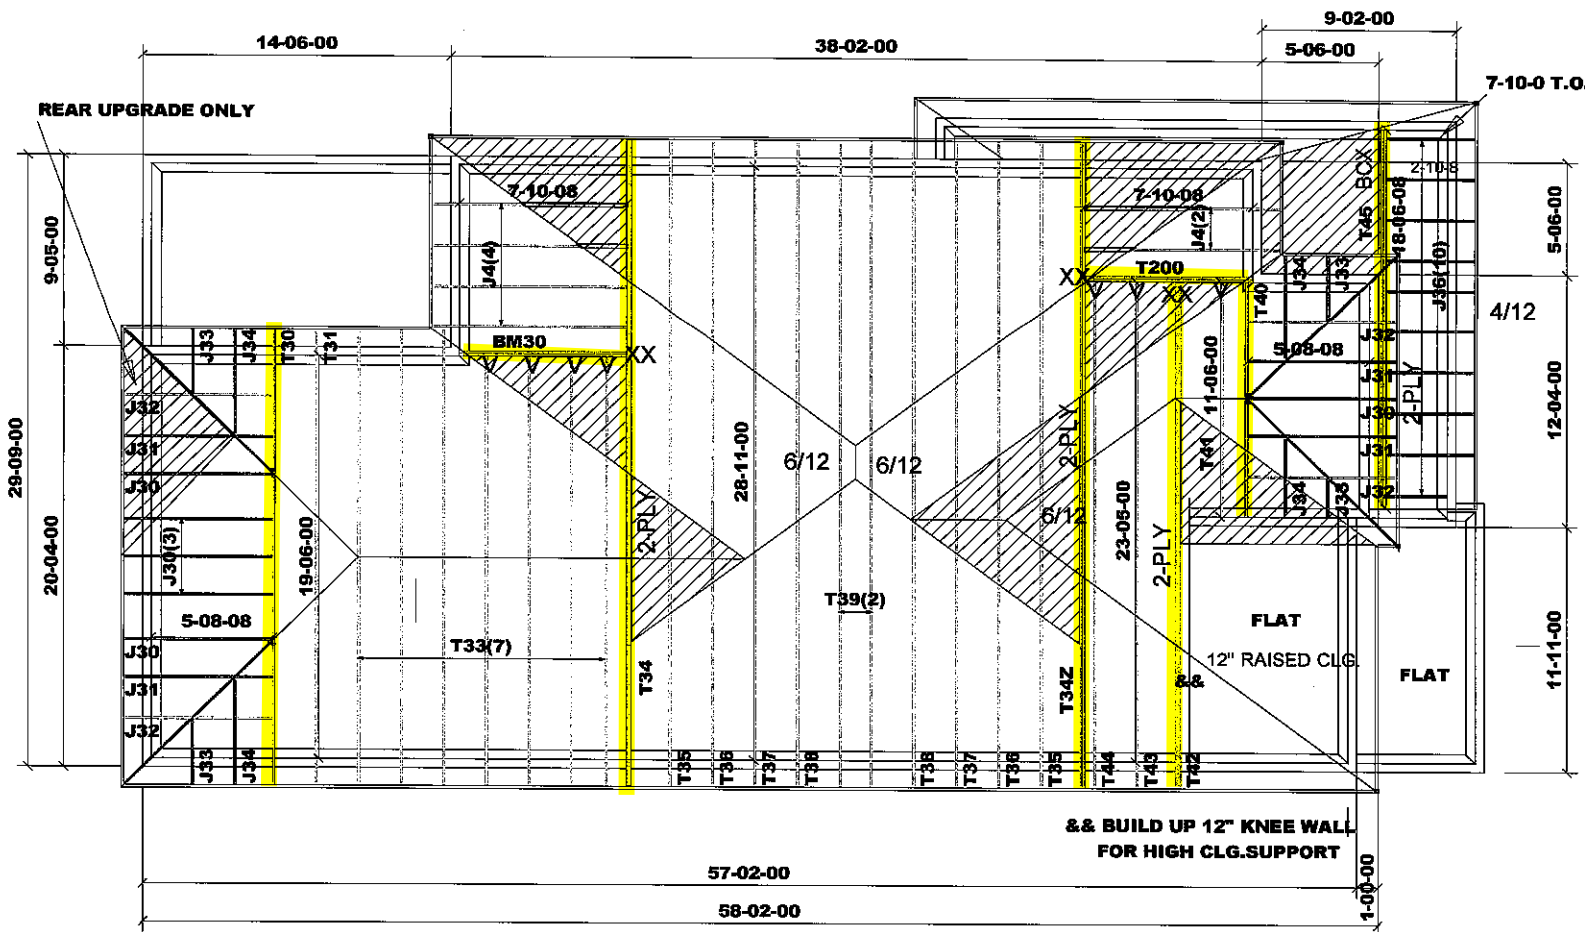 9-02-00
14-06-00
38-02-00
5-06-00
7-10-0 T.O.
REAR UPGRADE ONLY
2-10-8
7-10-08
7-10-08
T45 BCX
18-06-08
J36(10)
5-06-00
9-05-00
J4(4)
J4(2)
XX
T200
XX
T40
J34
J33
4/12
J33
J34
T30
T31
BM30
XX
5-08-08
J32
J31
J30
J31
J32
2-PLY
11-06-00
T41
12-04-00
J32
J31
J30
29-09-00
20-04-00
J30(3)
19-06-00
2-PLY
28-11-00
6/12
6/12
2-PLY
6/12
23-05-00
2-PLY
J34
5-08-08
T33(7)
T39(2)
FLAT
12" RAISED CLG.
FLAT
11-11-00
J30
J31
J32
J33
J34
T34
T35
T36
T37
T38
T38
T37
T36
T35
T34Z
T44
T43
T42
&&
&& BUILD UP 12" KNEE WALL
FOR HIGH CLG.SUPPORT
57-02-00
58-02-00
1-00-00